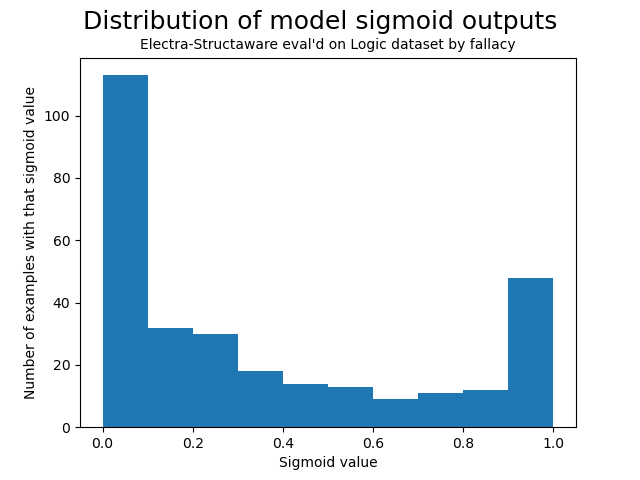 Distribution of model sigmoid outputs
Electra-Structaware eval'd on Logic dataset by fallacy
Number of examples with that sigmoid value
100
80
60
40
20
0
0.0 0.2 0.4 0.6 0.8 1.0
Sigmoid value